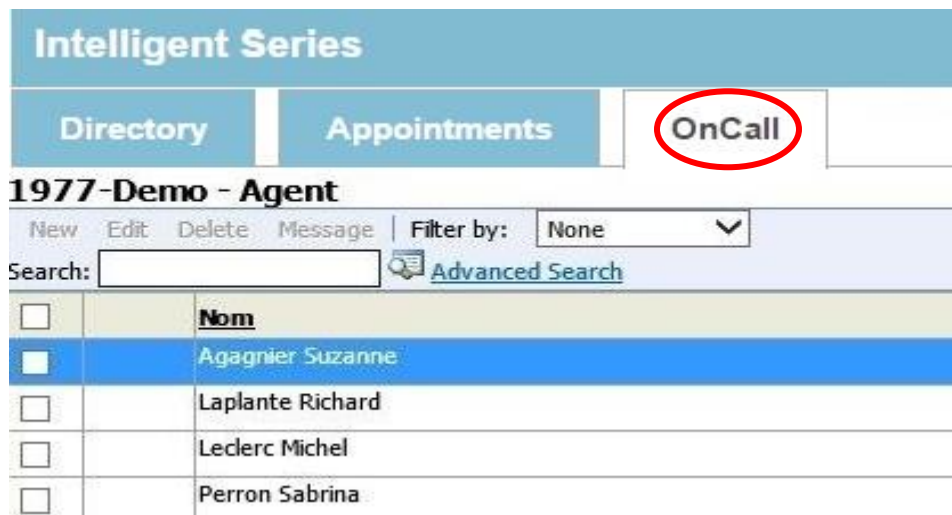 Intelligent Series
Directory Appointments OnCall
1977-Demo - Agent
New Edit Delete Message | Filter by: None
Search: Advanced Search
Nom
Agagnier Suzanne
Laplante Richard
Leclerc Michel
Perron Sabrina